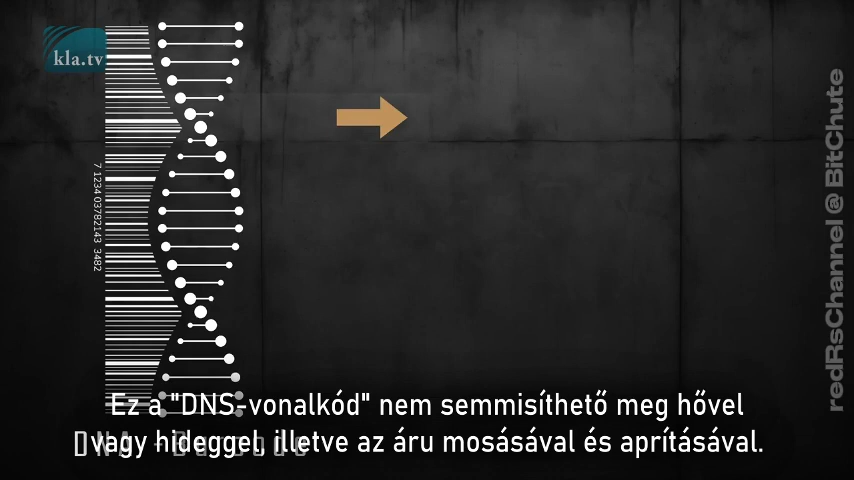 kla.tv
7 1234 03782143 3482
redRsChannel @ BitChute
Ez a "DNS-vonalkód" nem semmisíthető meg hővel
vagy hideggel, illetve az áru mosásával és aprításával.